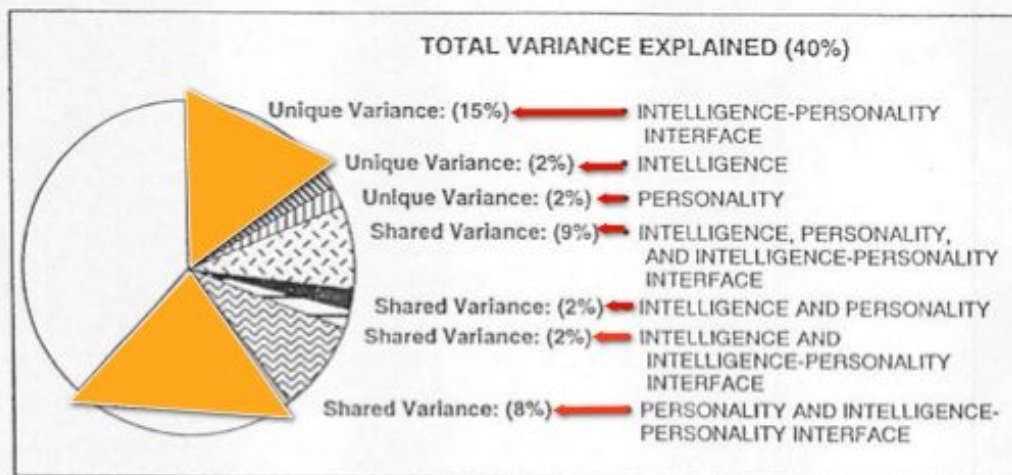 TOTAL VARIANCE EXPLAINED (40%)
Unique Variance: (15%) INTELLIGENCE-PERSONALITY
INTERFACE
Unique Variance: (2%) INTELLIGENCE
Unique Variance: (2%) PERSONALITY
Shared Variance: (9%) INTELLIGENCE, PERSONALITY,
AND INTELLIGENCE-PERSONALITY
INTERFACE
Shared Variance: (2%) INTELLIGENCE AND PERSONALITY
Shared Variance: (2%) INTELLIGENCE AND
INTELLIGENCE-PERSONALITY
INTERFACE
Shared Variance: (8%) PERSONALITY AND INTELLIGENCE-
PERSONALITY INTERFACE